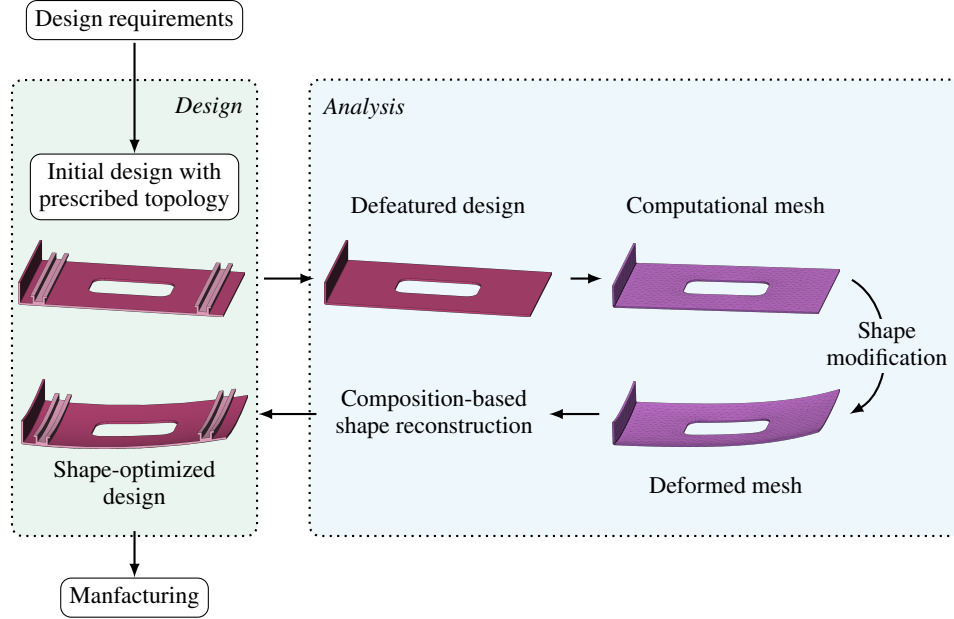 Design requirements
Design
Analysis
Initial design with
prescribed topology
Defeatured design
Computational mesh
Shape
modification
Composition-based
shape reconstruction
Shape-optimized
design
Deformed mesh
Manfacturing